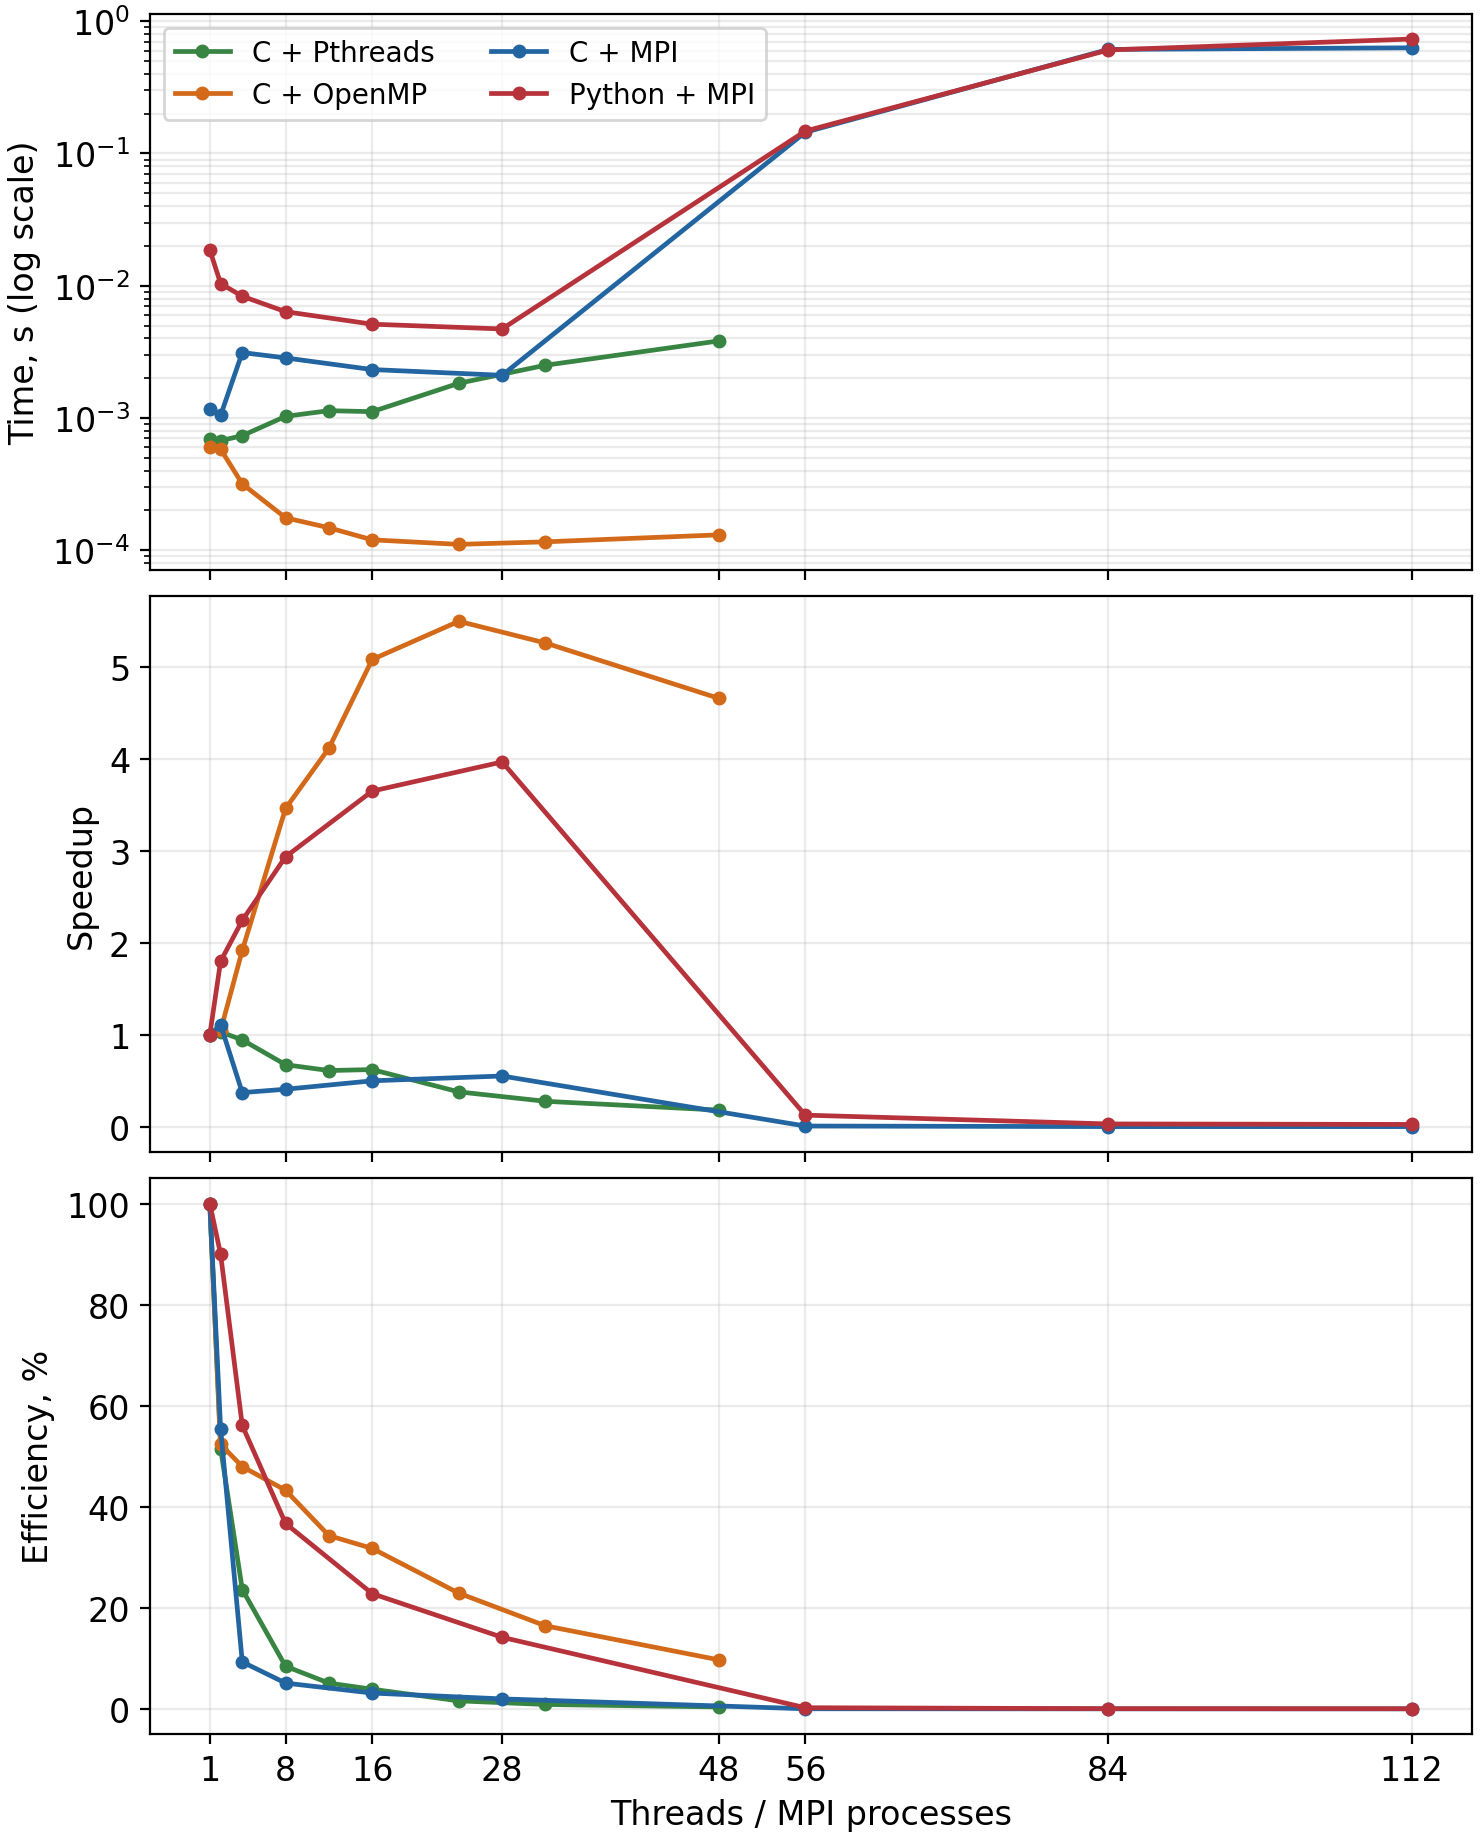 10⁰
10⁻¹
10⁻²
10⁻³
10⁻⁴
Time, s (log scale)
C + Pthreads
C + OpenMP
C + MPI
Python + MPI
5
4
3
2
1
0
Speedup
100
80
60
40
20
0
Efficiency, %
1 8 16 28 48 56 84 112
Threads / MPI processes